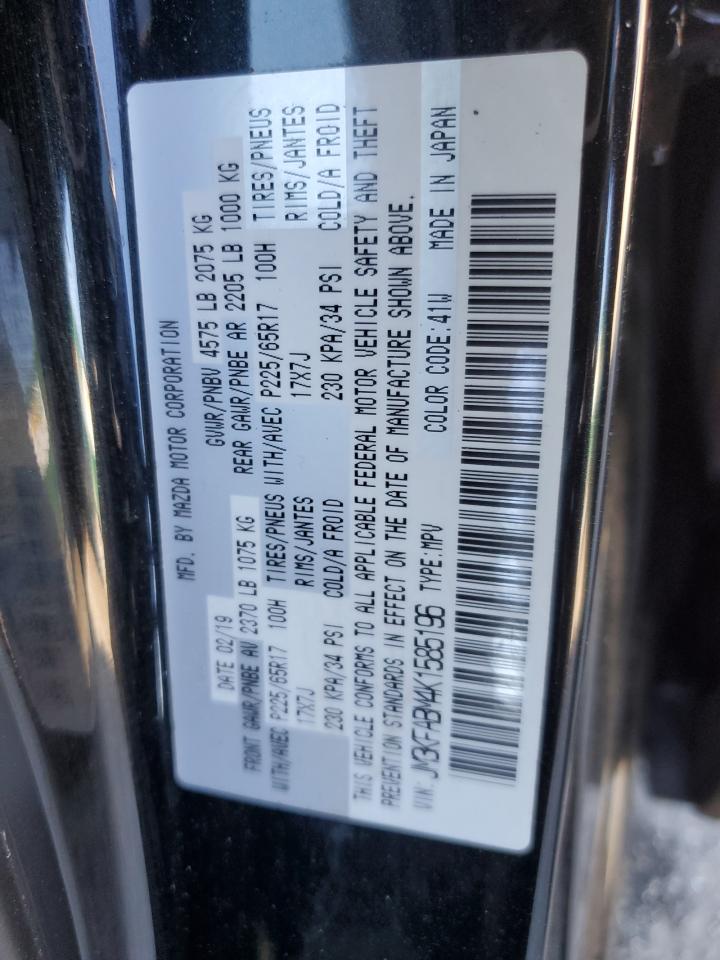 MFD. BY MAZDA MOTOR CORPORATION
DATE 02/19 GVWR/PNBV 4575 LB 2075 KG
FRONT GAWR/PNBE AV 2370 LB 1075 KG REAR GAWR/PNBE AR 2205 LB 1000 KG
WITH/AVEC P225/65R17 100H TIRES/PNEUS WITH/AVEC P225/65R17 100H TIRES/PNEUS
17X7J RIMS/JANTES 17X7J RIMS/JANTES
230 KPA/34 PSI COLD/A FROID 230 KPA/34 PSI COLD/A FROID
THIS VEHICLE CONFORMS TO ALL APPLICABLE FEDERAL MOTOR VEHICLE SAFETY AND THEFT
PREVENTION STANDARDS IN EFFECT ON THE DATE OF MANUFACTURE SHOWN ABOVE.
VIN: JM3KFABM4K1585196 TYPE: MPV COLOR CODE: 41W MADE IN JAPAN